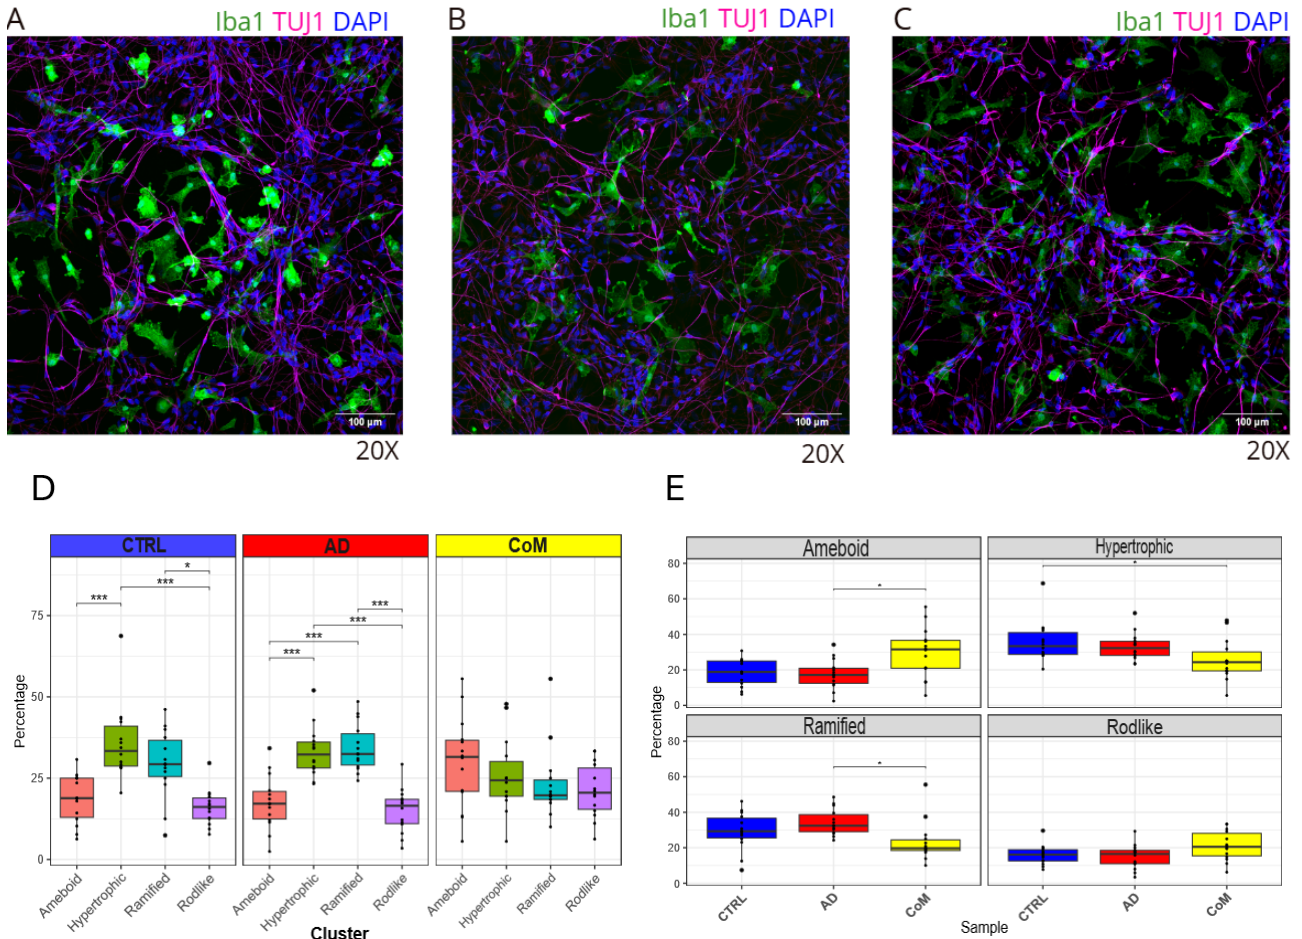 A
Iba1 TUJ1 DAPI
B
Iba1 TUJ1 DAPI
C
Iba1 TUJ1 DAPI
100 µm
100 µm
100 µm
20X
20X
20X
D
CTRL
AD
CoM
*
***
***
***
***
***
***
75
50
25
0
Percentage
Ameboid
Hypertrophic
Ramified
Rodlike
Ameboid
Hypertrophic
Ramified
Rodlike
Ameboid
Hypertrophic
Ramified
Rodlike
Cluster
E
Ameboid
Hypertrophic
80
60
40
20
0
*
*
Ramified
Rodlike
80
60
40
20
0
*
Percentage
CTRL
AD
CoM
CTRL
AD
CoM
Sample